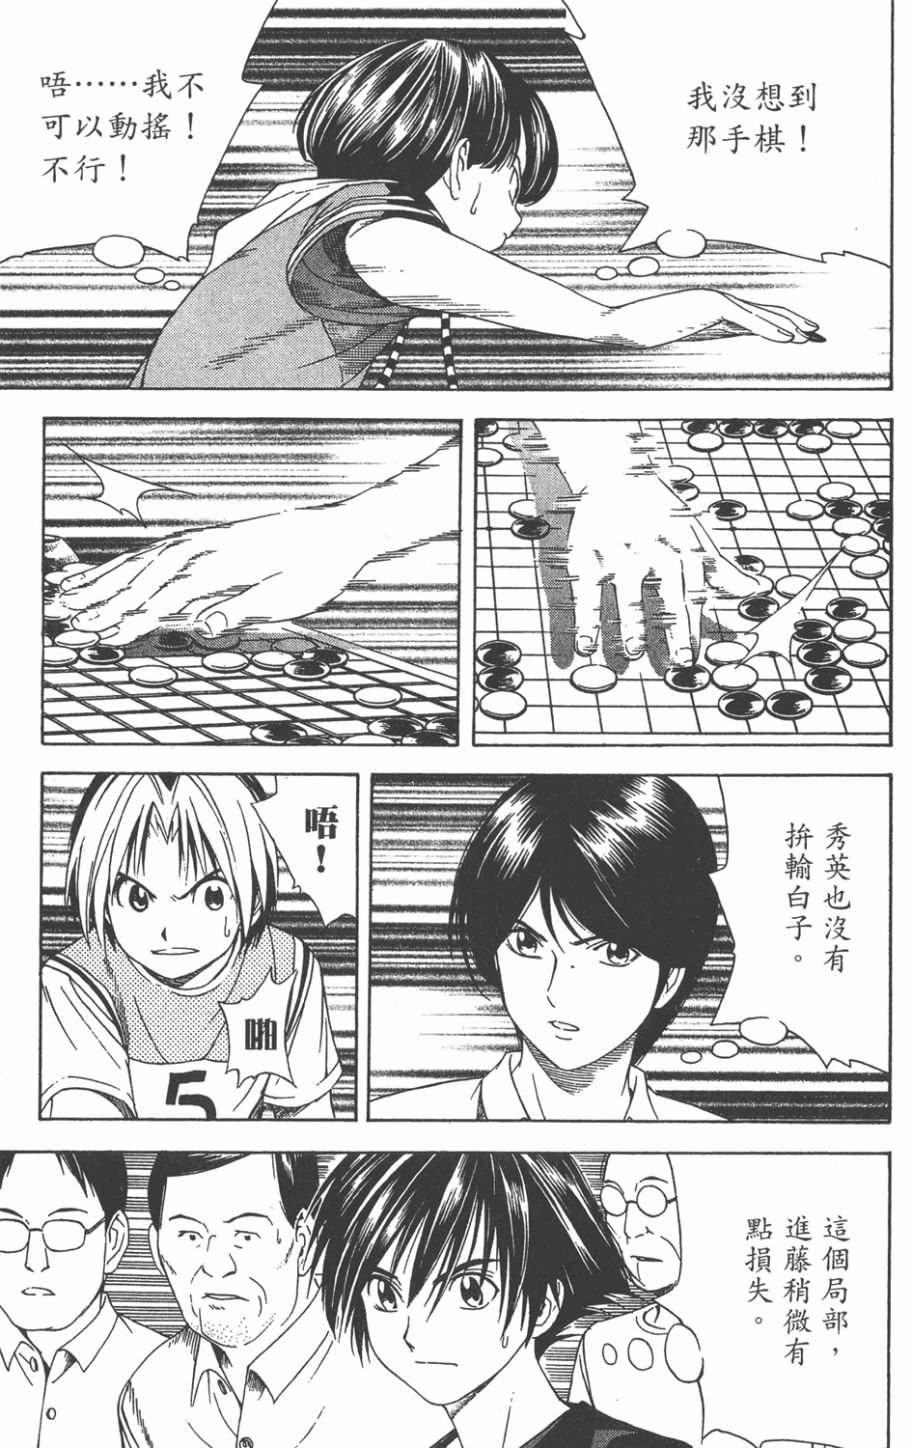 我沒想到
那手棋！
唔……我不
可以動搖！
不行！
秀英也沒有
拚輸白子。
唔！
啪
5
這個局部，
進藤稍微有
點損失。